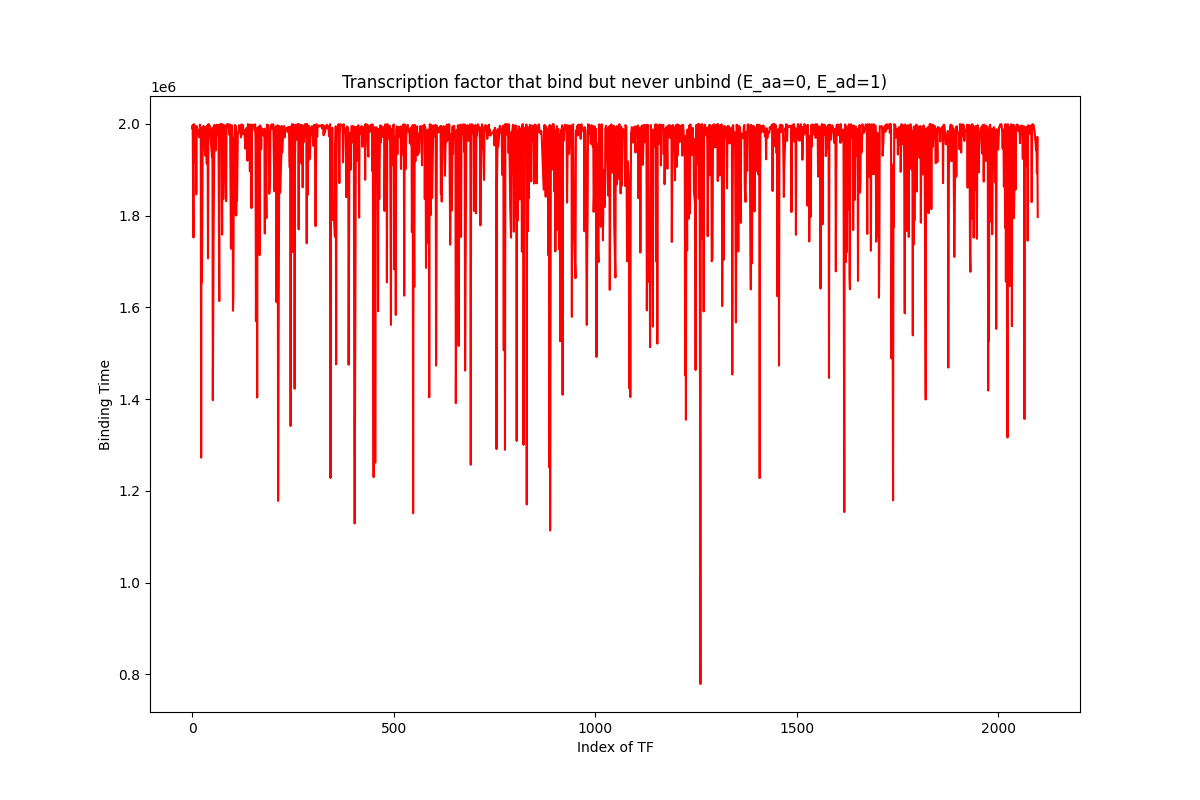 Transcription factor that bind but never unbind (E_aa=0, E_ad=1)
1e6
2.0
1.8
1.6
1.4
1.2
1.0
0.8
Binding Time
0 500 1000 1500 2000
Index of TF